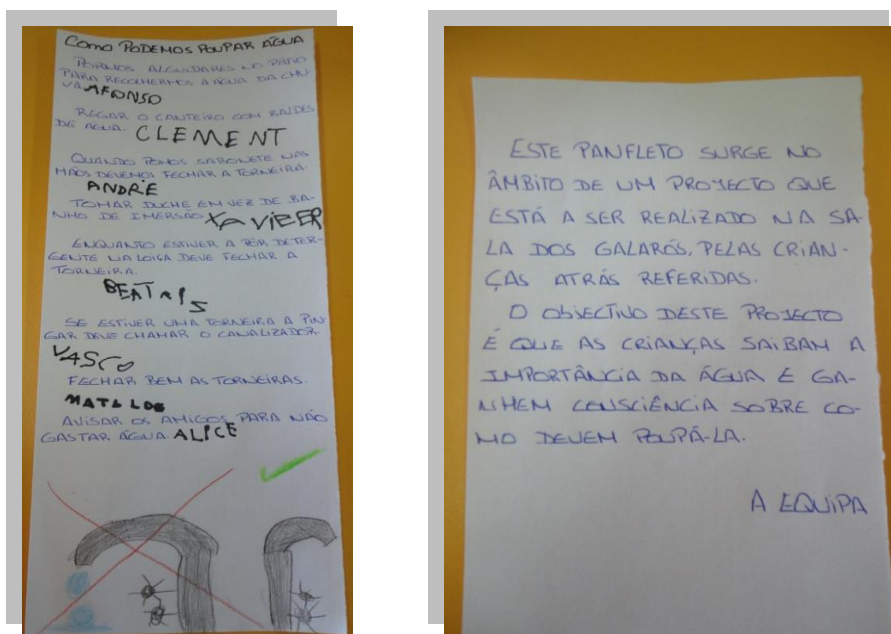 COMO PODEMOS POUPAR ÁGUA
PORMOS ALGUIDARES NO PÁTIO
PARA RECOLHERMOS A ÁGUA DA CHU-
VA AFONSO
REGAR O CANTEIRO COM BALDES
DE ÁGUA. CLEMENT
QUANDO POMOS SABONETE NAS
MÃOS DEVEMOS FECHAR A TORNEIRA.
ANDRÉ
TOMAR DUCHE EM VEZ DE BA-
NHO DE IMERSÃO XAVIER
ENQUANTO ESTIVER A PÔR DETER-
GENTE NA LOIÇA DEVE FECHAR A
TORNEIRA.
BEATRIS
SE ESTIVER UMA TORNEIRA A PIN-
GAR DEVE CHAMAR O CANALIZADOR.
VASCO
FECHAR BEM AS TORNEIRAS.
MATILDE
AVISAR OS AMIGOS PARA NÃO
GASTAR ÁGUA. ALICE
ESTE PANFLETO SURGE NO
ÂMBITO DE UM PROJECTO QUE
ESTÁ A SER REALIZADO NA SA-
LA DOS GALARÓS, PELAS CRIAN-
ÇAS ATRÁS REFERIDAS.
O OBJECTIVO DESTE PROJECTO
É QUE AS CRIANÇAS SAIBAM A
IMPORTÂNCIA DA ÁGUA E GA-
NHEM CONSCIÊNCIA SOBRE CO-
MO DEVEM POUPÁ-LA.
A EQUIPA